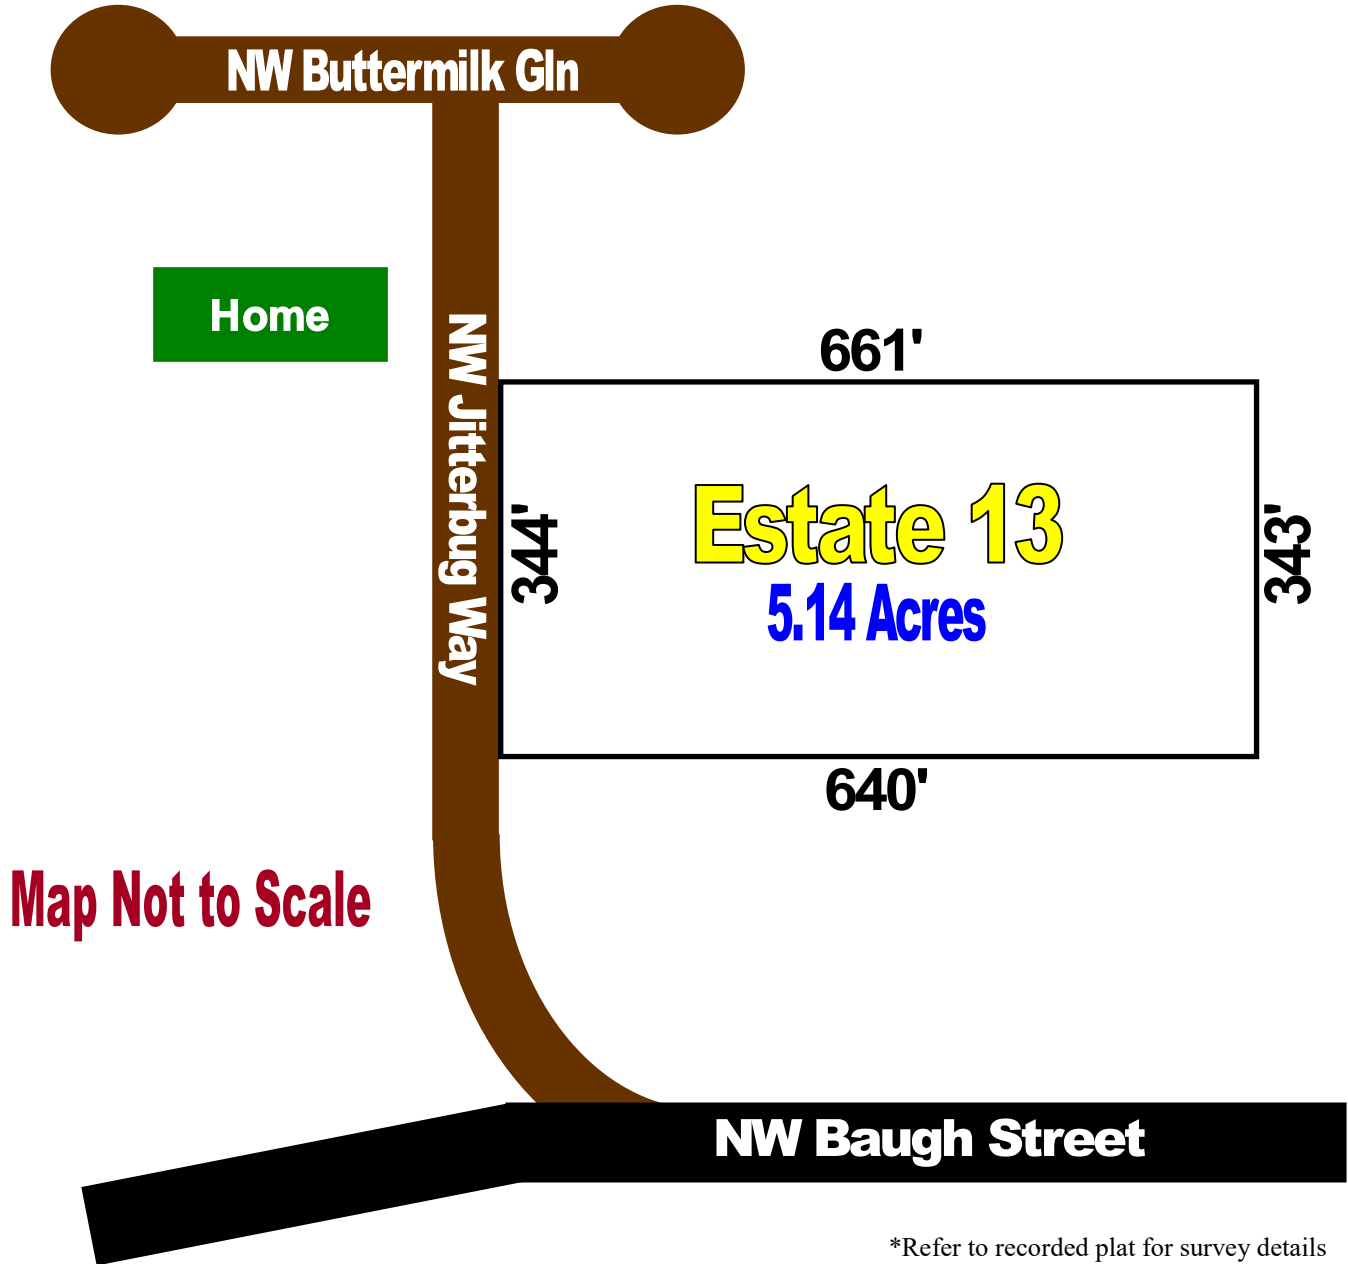 NW Buttermilk Gln
Home
NW Jitterbug Way
661'
344'
Estate 13
5.14 Acres
343'
640'
Map Not to Scale
NW Baugh Street
*Refer to recorded plat for survey details